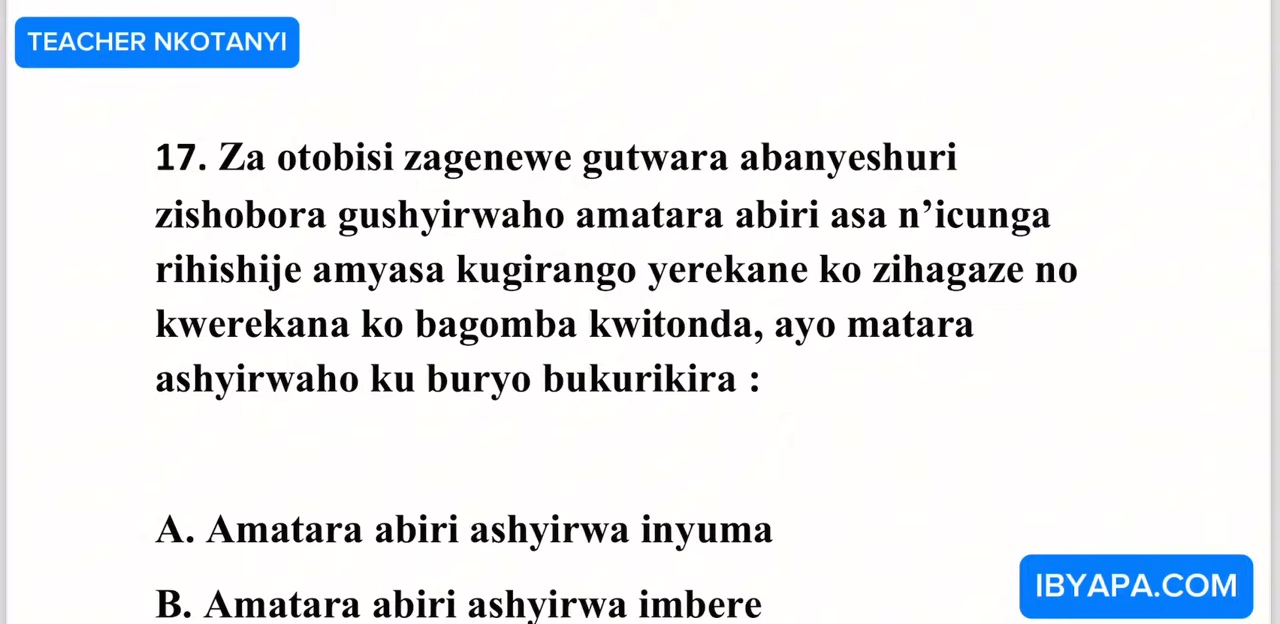 TEACHER NKOTANYI
17. Za otobisi zagenewe gutwara abanyeshuri
zishobora gushyirwaho amatara abiri asa n’icunga
rihishije amyasa kugirango yerekane ko zihagaze no
kwerekana ko bagomba kwitonda, ayo matara
ashyirwaho ku buryo bukurikira :
A. Amatara abiri ashyirwa inyuma
B. Amatara abiri ashyirwa imbere
IBYAPA.COM